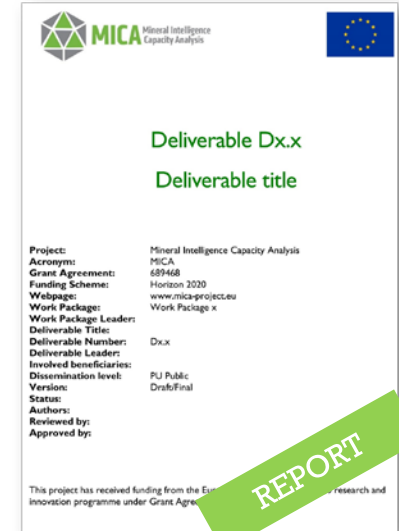 MICA Mineral Intelligence
Capacity Analysis
Deliverable Dx.x
Deliverable title
Project: Mineral Intelligence Capacity Analysis
Acronym: MICA
Grant Agreement: 689468
Funding Scheme: Horizon 2020
Webpage: www.mica-project.eu
Work Package: Work Package x
Work Package Leader:
Deliverable Title:
Deliverable Number: Dx.x
Deliverable Leader:
Involved beneficiaries:
Dissemination level: PU Public
Version: Draft/Final
Status:
Authors:
Reviewed by:
Approved by:
This project has received funding from the research and
innovation programme under Grant
REPORT